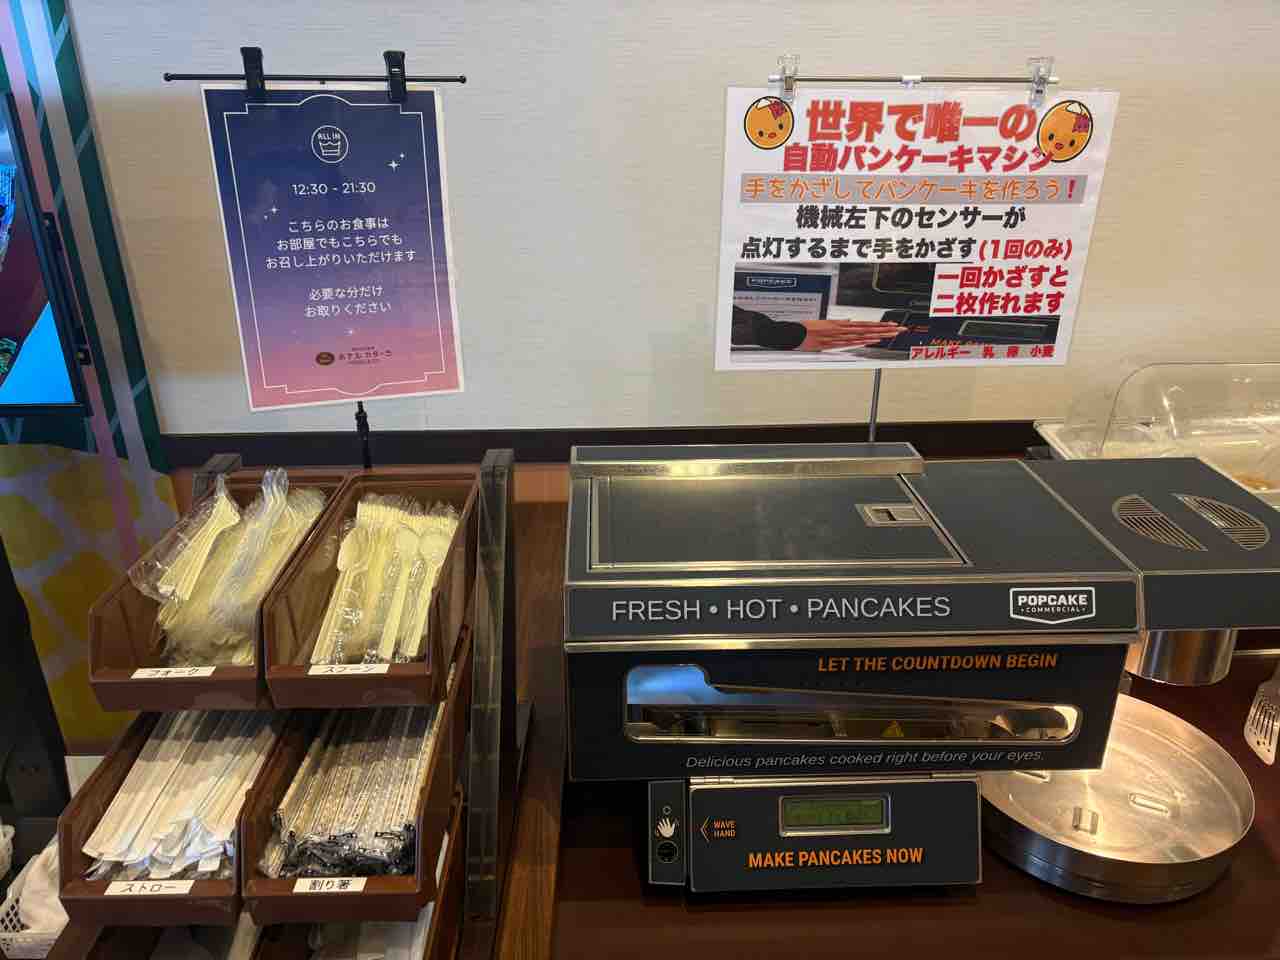 ALL IN
12:30 - 21:30
こちらのお食事は
お部屋でもこちらでも
お召し上がりいただけます
必要な分だけ
お取りください
世界で唯一の
自動パンケーキマシン
手をかざしてパンケーキを作ろう！
機械左下のセンサーが
点灯するまで手をかざす(1回のみ)
一回かざすと
二枚作れます
POPCAKE
アレルギー 乳 卵 小麦
フォーク
スプーン
ストロー
割り箸
FRESH • HOT • PANCAKES
POPCAKE
•COMMERCIAL•
LET THE COUNTDOWN BEGIN
Delicious pancakes cooked right before your eyes.
WAVE
HAND
MAKE PANCAKES NOW